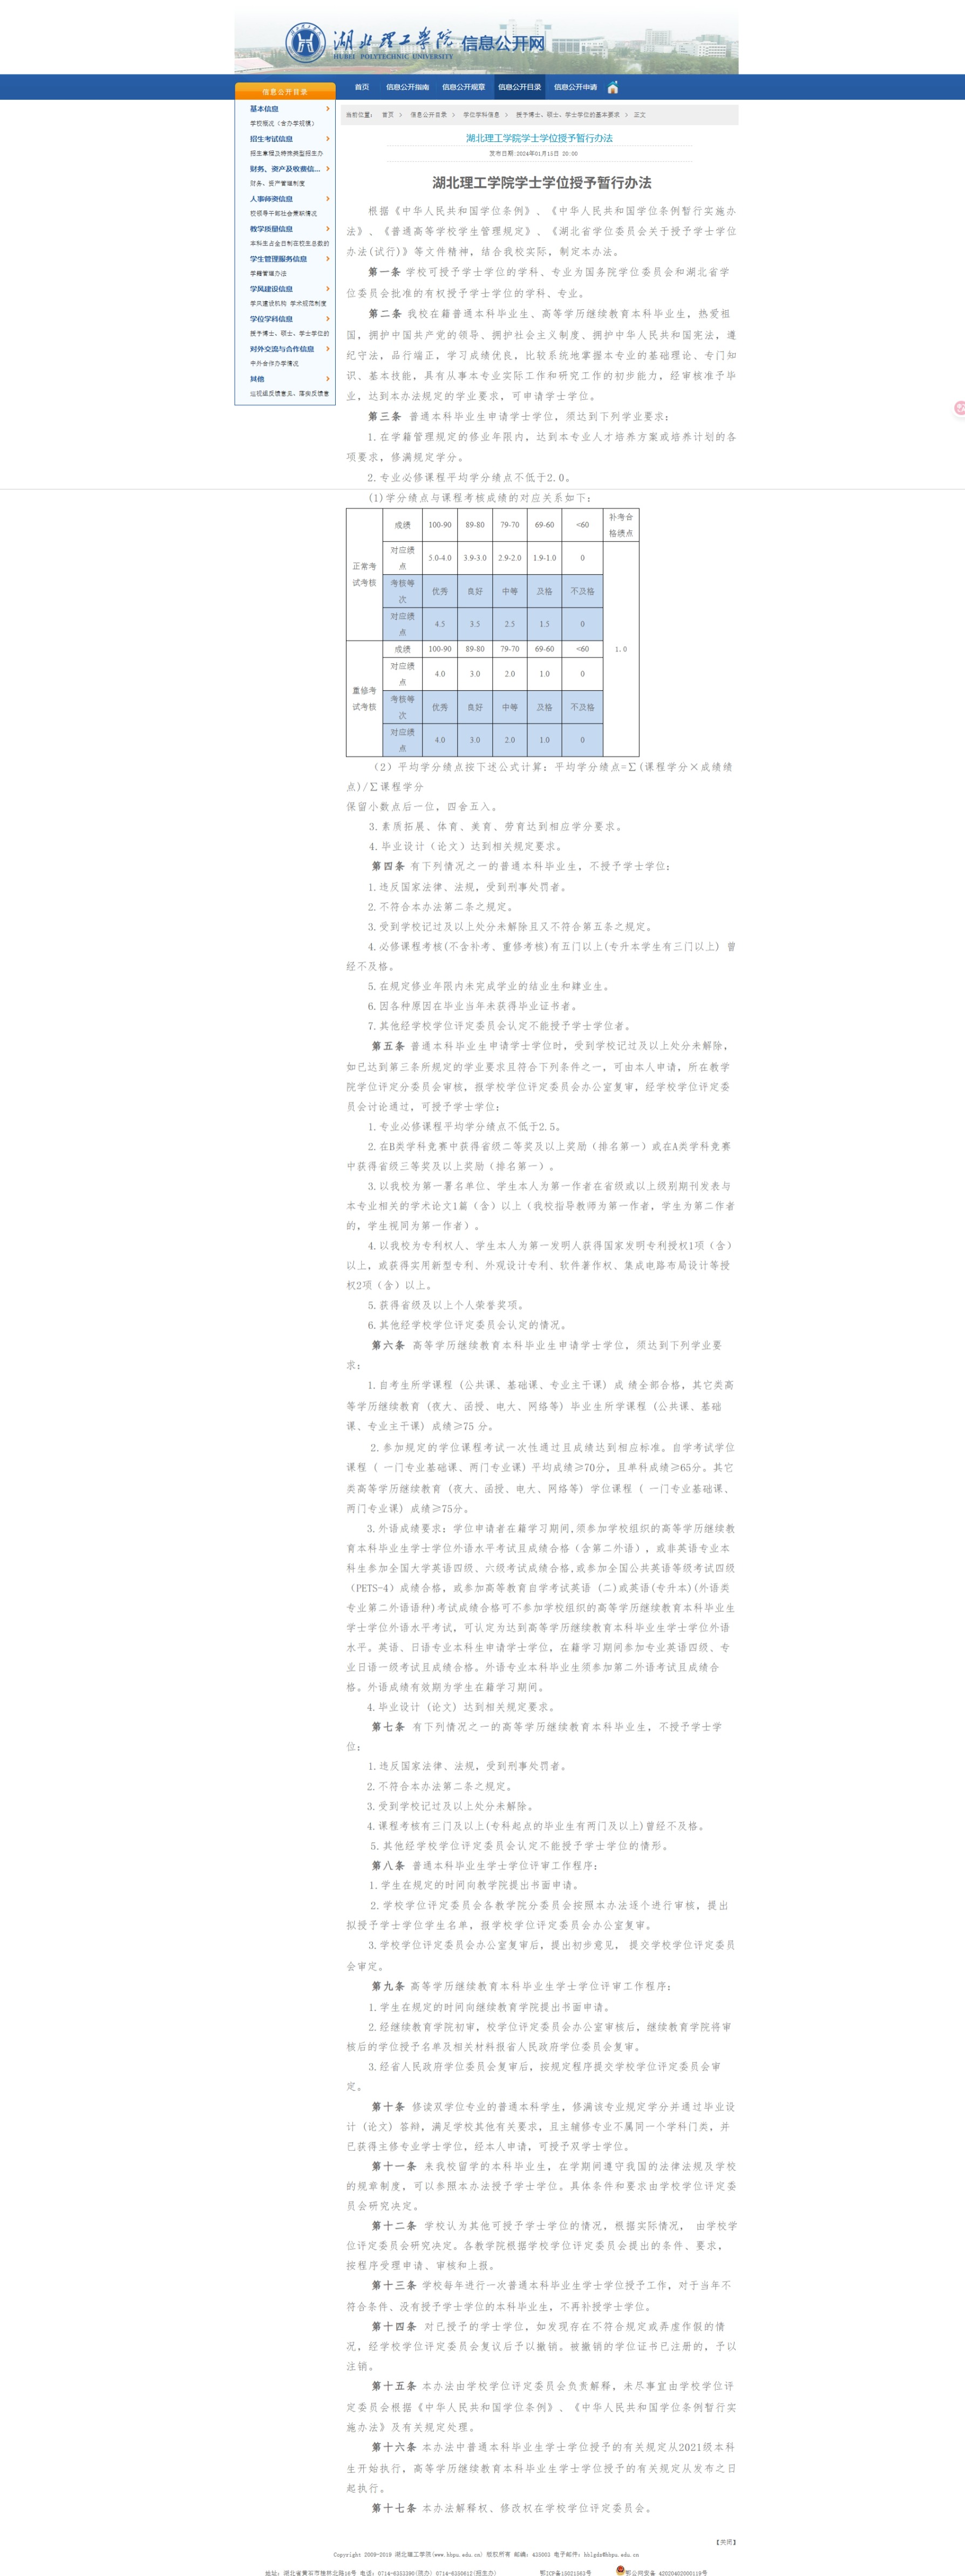 湖北理工学院 信息公开网
HUBEI POLYTECHNIC UNIVERSITY
首页 信息公开指南 信息公开规章 信息公开目录 信息公开申请
信息公开目录
基本信息
学校概况（含办学规模）
招生考试信息
招生章程及特殊类型招生办
财务、资产及收费信...
财务、资产管理制度
人事师资信息
校领导干部社会兼职情况
教学质量信息
本科生占全日制在校生总数的
学生管理服务信息
学籍管理办法
学风建设信息
学风建设机构 学术规范制度
学位学科信息
授予博士、硕士、学士学位的
对外交流与合作信息
中外合作办学情况
其他
巡视组反馈意见、落实反馈意
当前位置： 首页 > 信息公开目录 > 学位学科信息 > 授予博士、硕士、学士学位的基本要求 > 正文
湖北理工学院学士学位授予暂行办法
发布日期:2024年01月15日 20:00
湖北理工学院学士学位授予暂行办法
根据《中华人民共和国学位条例》、《中华人民共和国学位条例暂行实施办
法》、《普通高等学校学生管理规定》、《湖北省学位委员会关于授予学士学位
办法(试行)》等文件精神，结合我校实际，制定本办法。
第一条 学校可授予学士学位的学科、专业为国务院学位委员会和湖北省学
位委员会批准的有权授予学士学位的学科、专业。
第二条 我校在籍普通本科毕业生、高等学历继续教育本科毕业生，热爱祖
国，拥护中国共产党的领导、拥护社会主义制度、拥护中华人民共和国宪法，遵
纪守法，品行端正，学习成绩优良，比较系统地掌握本专业的基础理论、专门知
识、基本技能，具有从事本专业实际工作和研究工作的初步能力，经审核准予毕
业，达到本办法规定的学业要求，可申请学士学位。
第三条 普通本科毕业生申请学士学位，须达到下列学业要求：
1.在学籍管理规定的修业年限内，达到本专业人才培养方案或培养计划的各
项要求，修满规定学分。
2.专业必修课程平均学分绩点不低于2.0。
(1)学分绩点与课程考核成绩的对应关系如下：
正常考试考核 成绩 100-90 89-80 79-70 69-60 <60 补考合格绩点
对应绩点 5.0-4.0 3.9-3.0 2.9-2.0 1.9-1.0 0 1.0
考核等次 优秀 良好 中等 及格 不及格
对应绩点 4.5 3.5 2.5 1.5 0
重修考试考核 成绩 100-90 89-80 79-70 69-60 <60
对应绩点 4.0 3.0 2.0 1.0 0
考核等次 优秀 良好 中等 及格 不及格
对应绩点 4.0 3.0 2.0 1.0 0
（2）平均学分绩点按下述公式计算：平均学分绩点=∑(课程学分×成绩绩
点)/∑课程学分
保留小数点后一位，四舍五入。
3.素质拓展、体育、美育、劳育达到相应学分要求。
4.毕业设计（论文）达到相关规定要求。
第四条 有下列情况之一的普通本科毕业生，不授予学士学位：
1.违反国家法律、法规，受到刑事处罚者。
2.不符合本办法第二条之规定。
3.受到学校记过及以上处分未解除且又不符合第五条之规定。
4.必修课程考核(不含补考、重修考核)有五门以上(专升本学生有三门以上) 曾
经不及格。
5.在规定修业年限内未完成学业的结业生和肄业生。
6.因各种原因在毕业当年未获得毕业证书者。
7.其他经学校学位评定委员会认定不能授予学士学位者。
第五条 普通本科毕业生申请学士学位时，受到学校记过及以上处分未解除，
如已达到第三条所规定的学业要求且符合下列条件之一，可由本人申请，所在教学
院学位评定分委员会审核，报学校学位评定委员会办公室复审，经学校学位评定委
员会讨论通过，可授予学士学位：
1.专业必修课程平均学分绩点不低于2.5。
2.在B类学科竞赛中获得省级二等奖及以上奖励（排名第一）或在A类学科竞赛
中获得省级三等奖及以上奖励（排名第一）。
3.以我校为第一署名单位、学生本人为第一作者在省级或以上级别期刊发表与
本专业相关的学术论文1篇（含）以上（我校指导教师为第一作者，学生为第二作者
的，学生视同为第一作者）。
4.以我校为专利权人、学生本人为第一发明人获得国家发明专利授权1项（含）
以上，或获得实用新型专利、外观设计专利、软件著作权、集成电路布局设计等授
权2项（含）以上。
5.获得省级及以上个人荣誉奖项。
6.其他经学校学位评定委员会认定的情况。
第六条 高等学历继续教育本科毕业生申请学士学位，须达到下列学业要
求：
1.自考生所学课程 (公共课、基础课、专业主干课) 成 绩全部合格，其它类高
等学历继续教育 (夜大、函授、电大、网络等) 毕业生所学课程 (公共课、基础
课、专业主干课) 成绩≥75 分。
2.参加规定的学位课程考试一次性通过且成绩达到相应标准。自学考试学位
课程 ( 一门专业基础课、两门专业课) 平均成绩≥70分，且单科成绩≥65分。其它
类高等学历继续教育 (夜大、函授、电大、网络等) 学位课程 ( 一门专业基础课、
两门专业课) 成绩≥75分。
3.外语成绩要求：学位申请者在籍学习期间,须参加学校组织的高等学历继续教
育本科毕业生学士学位外语水平考试且成绩合格（含第二外语），或非英语专业本
科生参加全国大学英语四级、六级考试成绩合格,或参加全国公共英语等级考试四级
（PETS-4）成绩合格，或参加高等教育自学考试英语 (二)或英语(专升本)(外语类
专业第二外语语种)考试成绩合格可不参加学校组织的高等学历继续教育本科毕业生
学士学位外语水平考试，可认定为达到高等学历继续教育本科毕业生学士学位外语
水平。英语、日语专业本科生申请学士学位，在籍学习期间参加专业英语四级、专
业日语一级考试且成绩合格。外语专业本科毕业生须参加第二外语考试且成绩合
格。外语成绩有效期为学生在籍学习期间。
4.毕业设计 (论文) 达到相关规定要求。
第七条 有下列情况之一的高等学历继续教育本科毕业生，不授予学士学
位：
1.违反国家法律、法规，受到刑事处罚者。
2.不符合本办法第二条之规定。
3.受到学校记过及以上处分未解除。
4.课程考核有三门及以上(专科起点的毕业生有两门及以上)曾经不及格。
5.其他经学校学位评定委员会认定不能授予学士学位的情形。
第八条 普通本科毕业生学士学位评审工作程序：
1.学生在规定的时间向教学院提出书面申请。
2.学校学位评定委员会各教学院分委员会按照本办法逐个进行审核，提出
拟授予学士学位学生名单，报学校学位评定委员会办公室复审。
3.学校学位评定委员会办公室复审后，提出初步意见， 提交学校学位评定委员
会审定。
第九条 高等学历继续教育本科毕业生学士学位评审工作程序：
1.学生在规定的时间向继续教育学院提出书面申请。
2.经继续教育学院初审，校学位评定委员会办公室审核后，继续教育学院将审
核后的学位授予名单及相关材料报省人民政府学位委员会复审。
3.经省人民政府学位委员会复审后，按规定程序提交学校学位评定委员会审
定。
第十条 修读双学位专业的普通本科学生，修满该专业规定学分并通过毕业设
计 (论文) 答辩，满足学校其他有关要求，且主辅修专业不属同一个学科门类，并
已获得主修专业学士学位，经本人申请，可授予双学士学位。
第十一条 来我校留学的本科毕业生，在学期间遵守我国的法律法规及学校
的规章制度，可以参照本办法授予学士学位。具体条件和要求由学校学位评定委
员会研究决定。
第十二条 学校认为其他可授予学士学位的情况，根据实际情况， 由学校学
位评定委员会研究决定。各教学院根据学校学位评定委员会提出的条件、要求，
按程序受理申请、审核和上报。
第十三条 学校每年进行一次普通本科毕业生学士学位授予工作，对于当年不
符合条件、没有授予学士学位的本科毕业生，不再补授学士学位。
第十四条 对已授予的学士学位，如发现存在不符合规定或弄虚作假的情
况，经学校学位评定委员会复议后予以撤销。被撤销的学位证书已注册的，予以
注销。
第十五条 本办法由学校学位评定委员会负责解释，未尽事宜由学校学位评
定委员会根据《中华人民共和国学位条例》、《中华人民共和国学位条例暂行实
施办法》及有关规定处理。
第十六条 本办法中普通本科毕业生学士学位授予的有关规定从2021级本科
生开始执行，高等学历继续教育本科毕业生学士学位授予的有关规定从发布之日
起执行。
第十七条 本办法解释权、修改权在学校学位评定委员会。
【关闭】
Copyright 2009-2019 湖北理工学院(www.hbpu.edu.cn) 版权所有 邮编：435003 电子邮件：hblgdz@hbpu.edu.cn
地址：湖北省黄石市桂林北路16号 电话：0714-6353390(院办) 0714-6350612(招生办) 鄂ICP备15021563号 鄂公网安备 42020402000119号